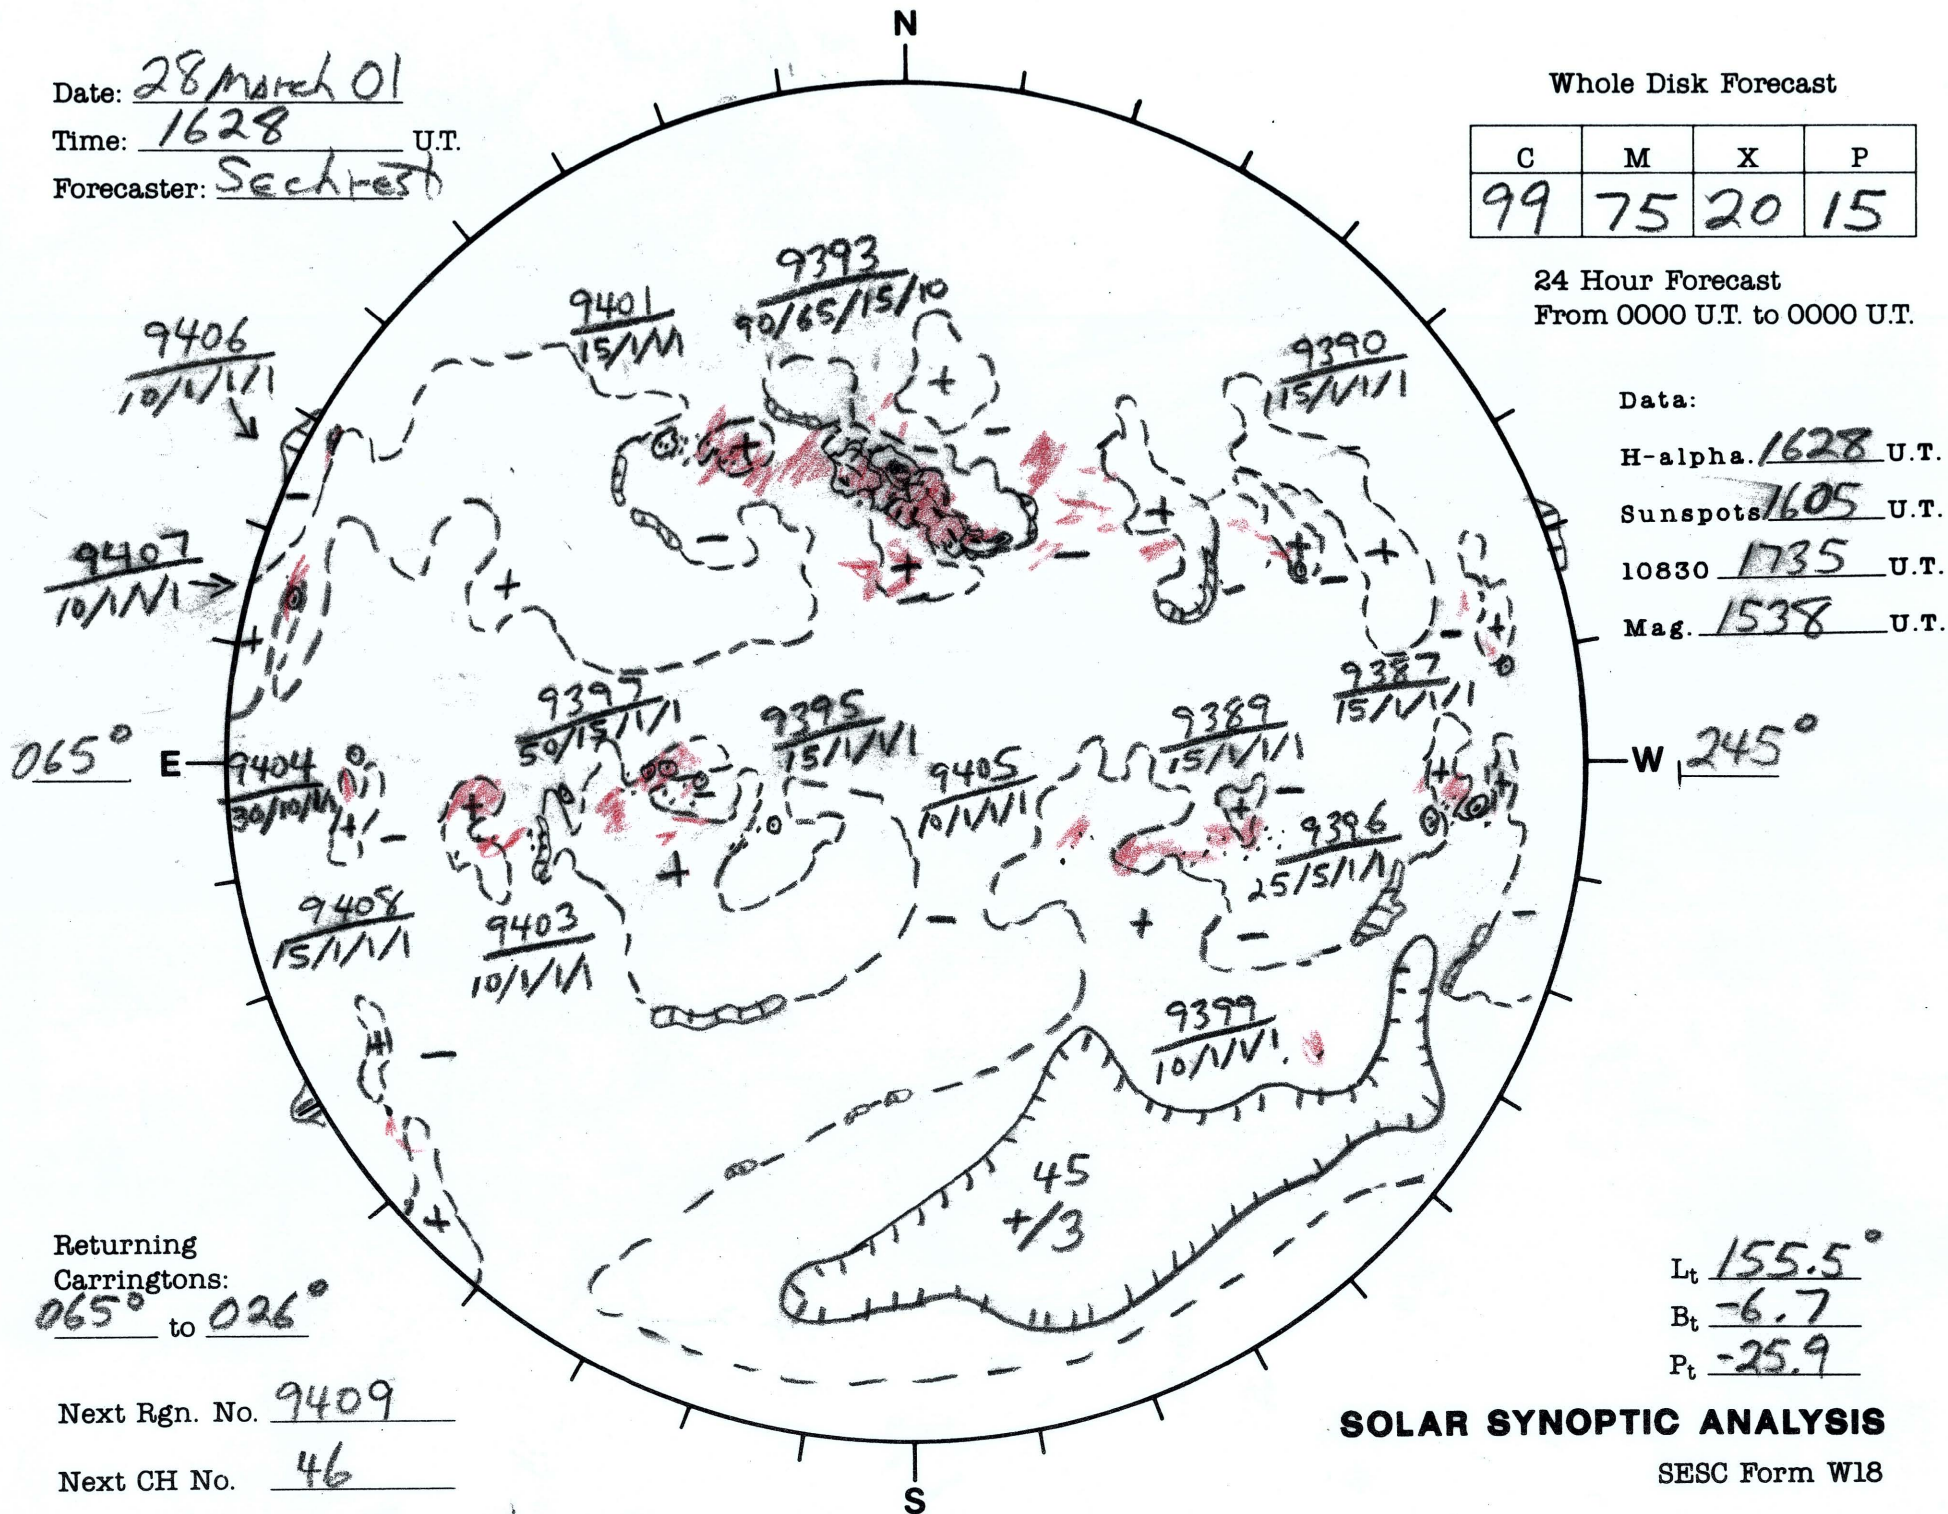 N
Date: 28 March 01
Time: 1628 U.T.
Forecaster: Sechrest
Whole Disk Forecast
C M X P
99 75 20 15
24 Hour Forecast
From 0000 U.T. to 0000 U.T.
Data:
H-alpha. 1628 U.T.
Sunspots 1605 U.T.
10830 1735 U.T.
Mag. 1538 U.T.
9393
90/65/15/10
9401
15/1/1/1
9406
10/1/1/1
9390
15/1/1/1
9407
10/1/1/1
+
-
+
-
+
-
+
-
+
-
+
-
+
-
+
9387
15/1/1/1
9397
50/15/1/1
9395
15/1/1/1
9389
15/1/1/1
065° E
W 245°
9404
30/10/1/1
9405
10/1/1/1
9396
25/5/1/1
+
-
+
+
-
+
-
+
+
-
+
-
-
9408
15/1/1/1
9403
10/1/1/1
9399
10/1/1/1
+
-
+
45
+/3
Returning
Carringtons:
065° to 026°
Next Rgn. No. 9409
Next CH No. 46
Lt 155.5°
Bt -6.7
Pt -25.9
SOLAR SYNOPTIC ANALYSIS
SESC Form W18
S